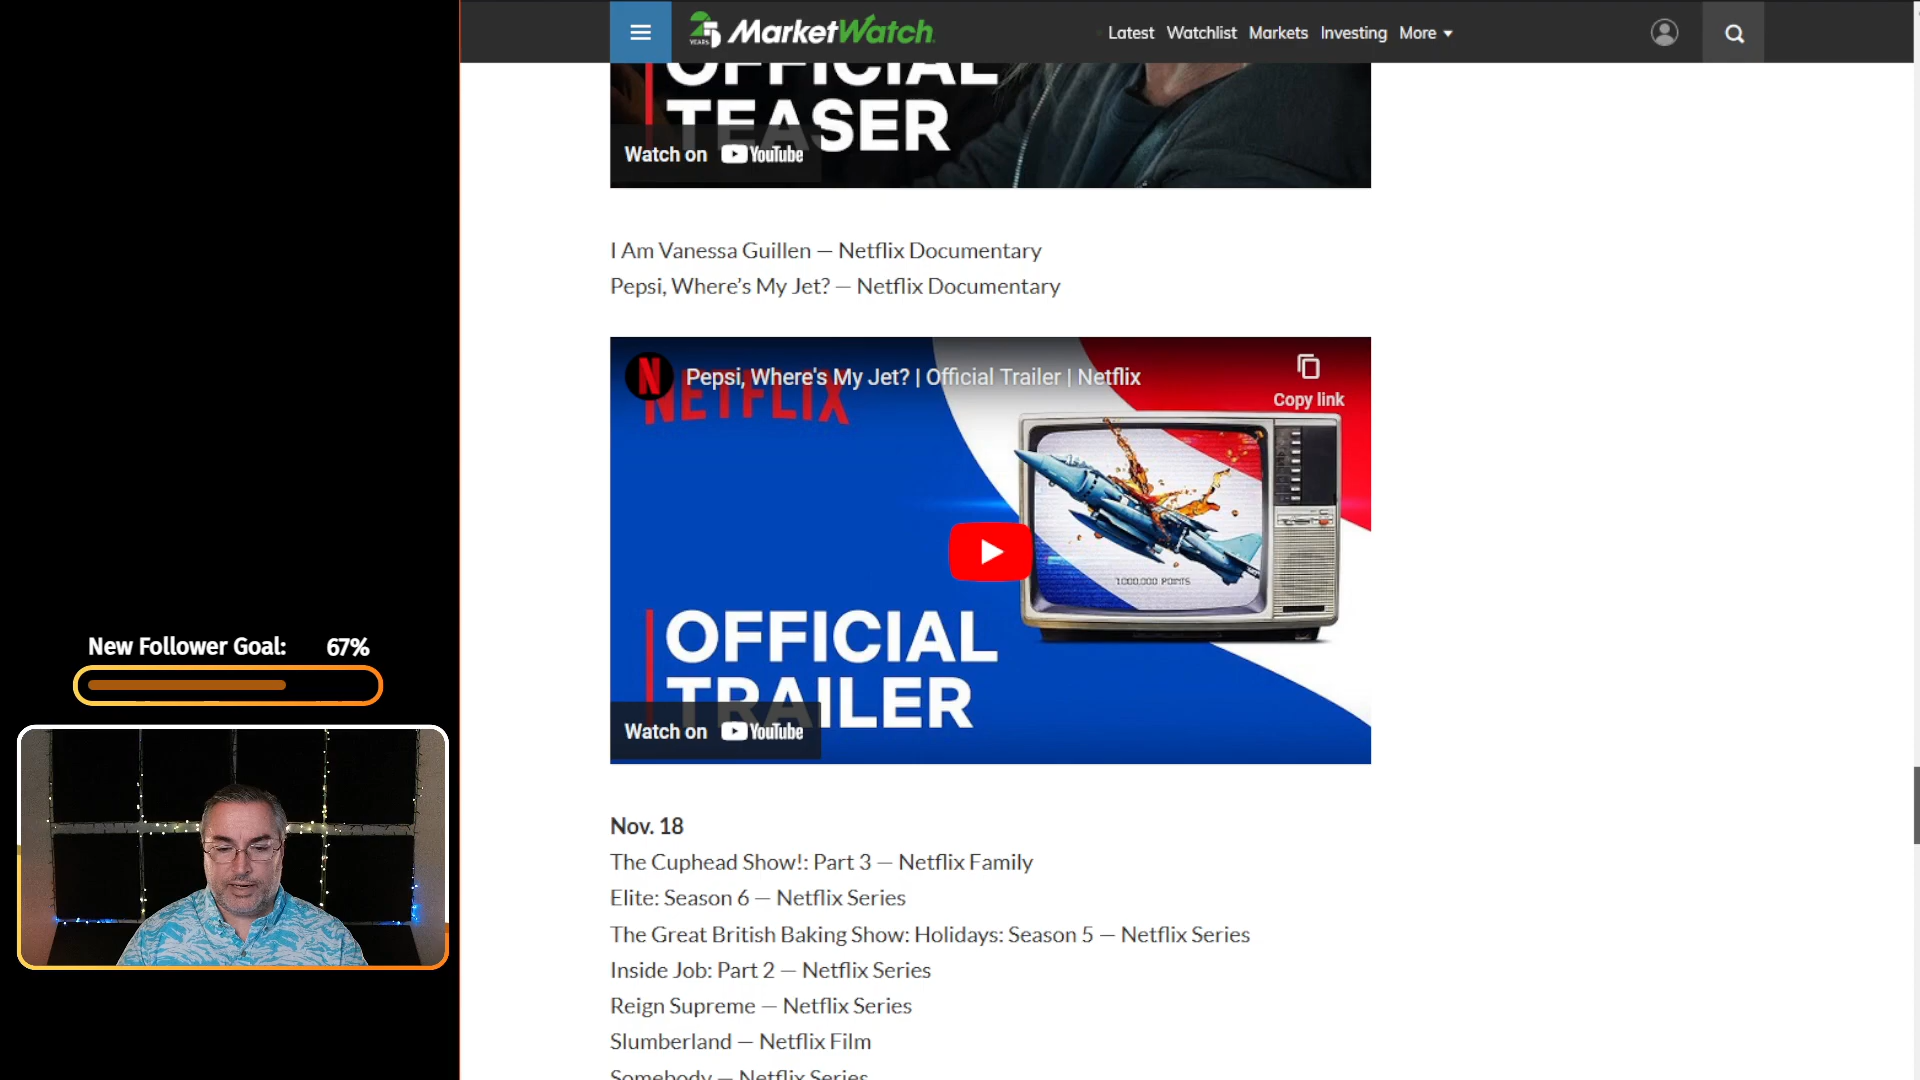 25 YEARS MarketWatch
Latest Watchlist Markets Investing More
OFFICIAL
TEASER
Watch on YouTube
I Am Vanessa Guillen — Netflix Documentary
Pepsi, Where’s My Jet? — Netflix Documentary
N Pepsi, Where's My Jet? | Official Trailer | Netflix
Copy link
NETFLIX
1,000,000 POINTS
OFFICIAL
TRAILER
Watch on YouTube
New Follower Goal: 67%
Nov. 18
The Cuphead Show!: Part 3 — Netflix Family
Elite: Season 6 — Netflix Series
The Great British Baking Show: Holidays: Season 5 — Netflix Series
Inside Job: Part 2 — Netflix Series
Reign Supreme — Netflix Series
Slumberland — Netflix Film
Somebody — Netflix Series